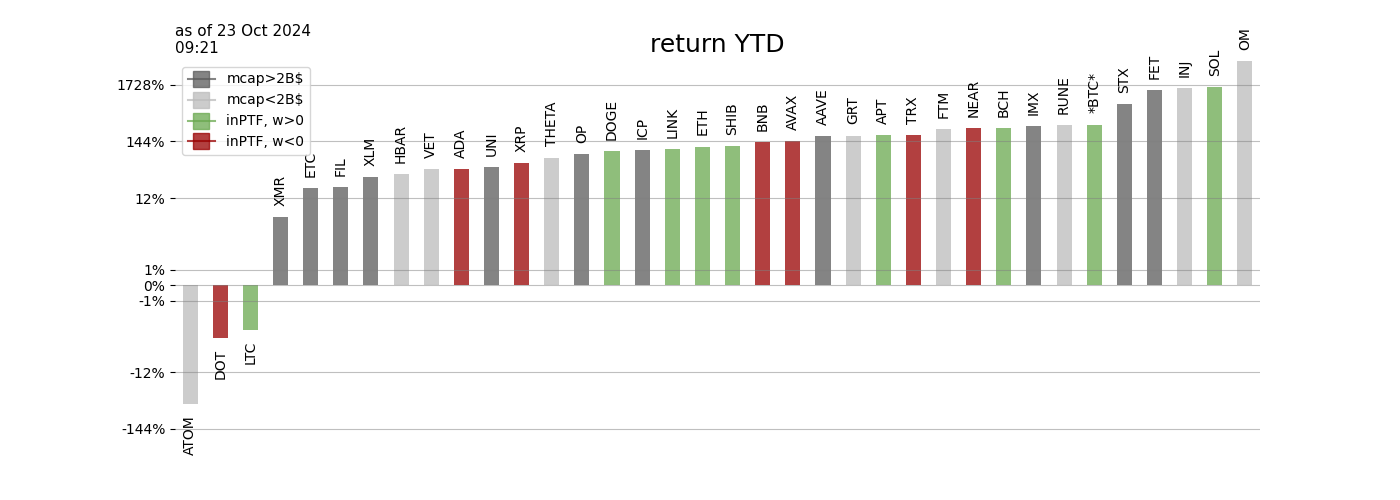 as of 23 Oct 2024
09:21
return YTD
mcap>2B$
mcap<2B$
inPTF, w>0
inPTF, w<0
1728%
144%
12%
1%
0%
-1%
-12%
-144%
ATOM
DOT
LTC
XMR
ETC
FIL
XLM
HBAR
VET
ADA
UNI
XRP
THETA
OP
DOGE
ICP
LINK
ETH
SHIB
BNB
AVAX
AAVE
GRT
APT
TRX
FTM
NEAR
BCH
IMX
RUNE
*BTC*
STX
FET
INJ
SOL
OM